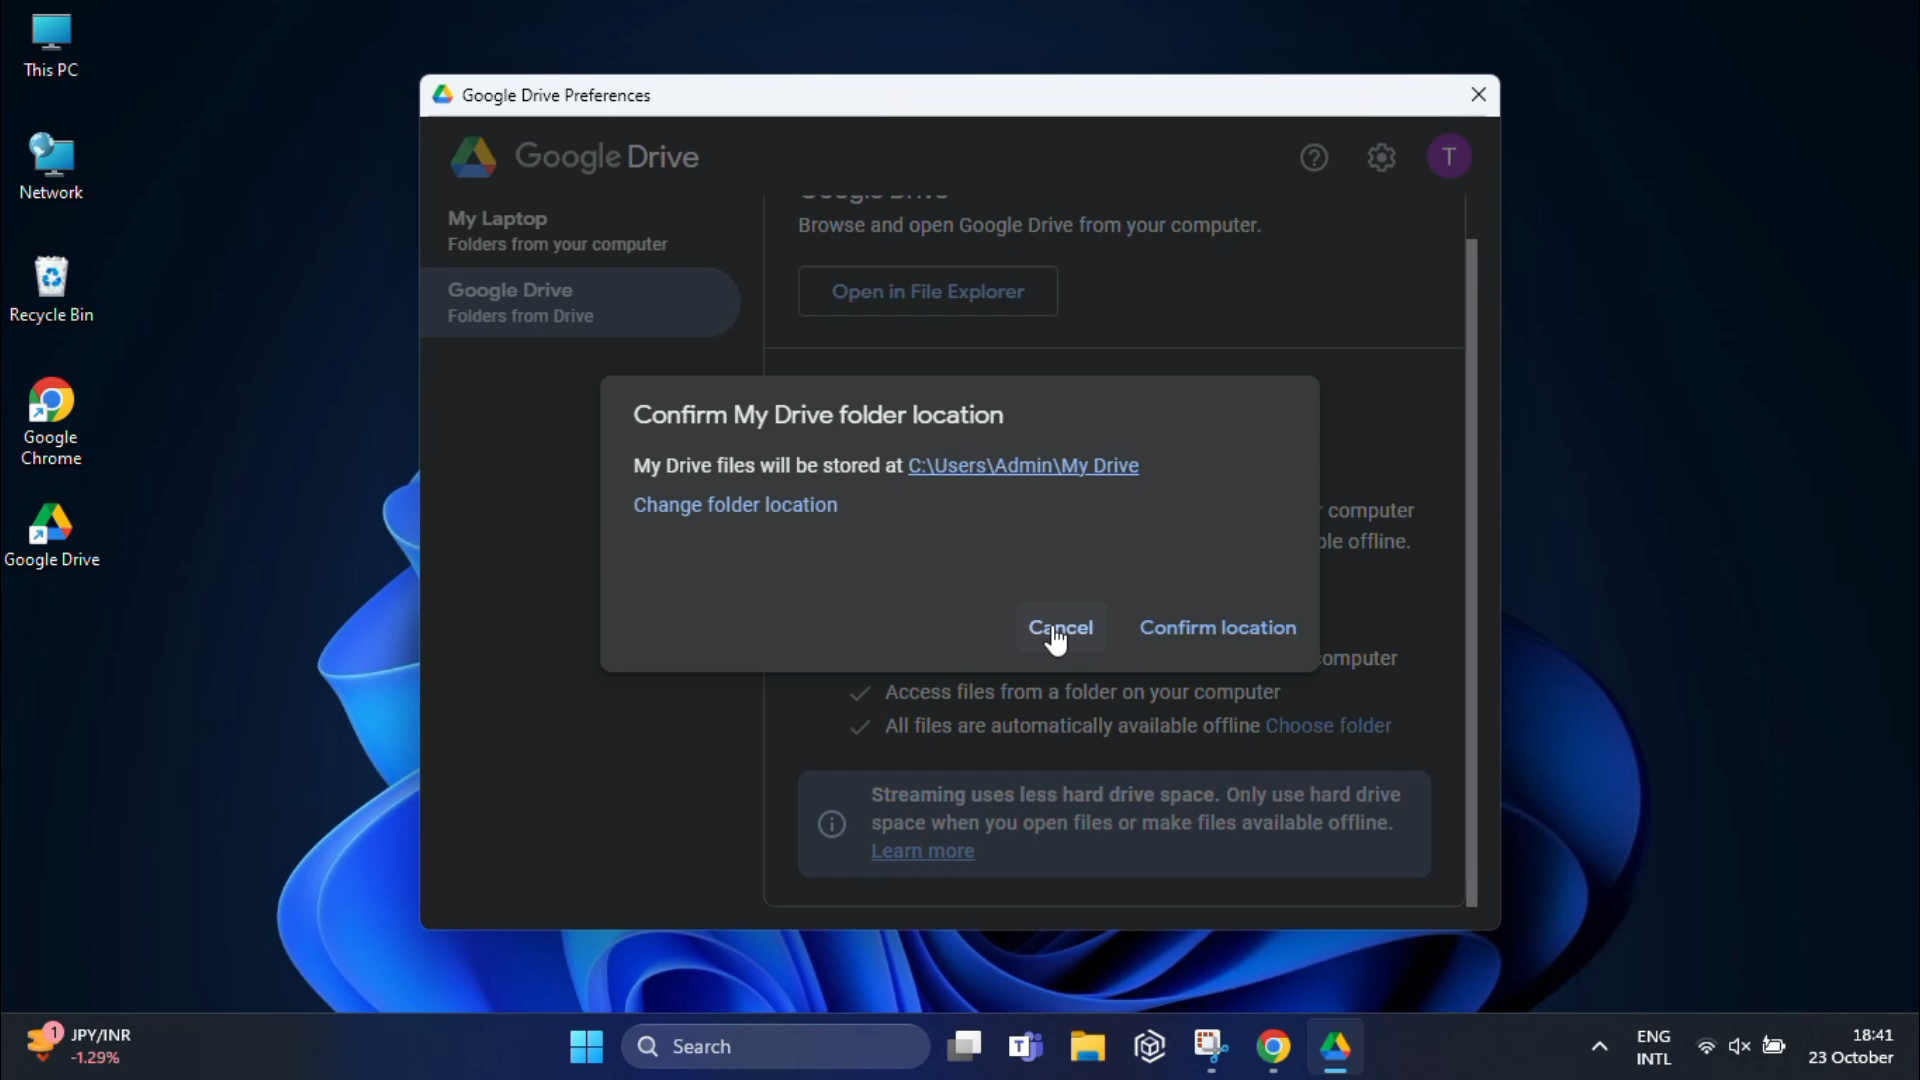 This PC
Network
Recycle Bin
Google
Chrome
Google Drive
Google Drive Preferences
Google Drive
T
My Laptop
Folders from your computer
Google Drive
Folders from Drive
Google Drive
Browse and open Google Drive from your computer.
Open in File Explorer
Confirm My Drive folder location
My Drive files will be stored at C:\Users\Admin\My Drive
Change folder location
computer
ble offline.
Cancel
Confirm location
computer
Access files from a folder on your computer
All files are automatically available offline Choose folder
Streaming uses less hard drive space. Only use hard drive
space when you open files or make files available offline.
Learn more
1
JPY/INR
-1.29%
Search
T
ENG
INTL
18:41
23 October